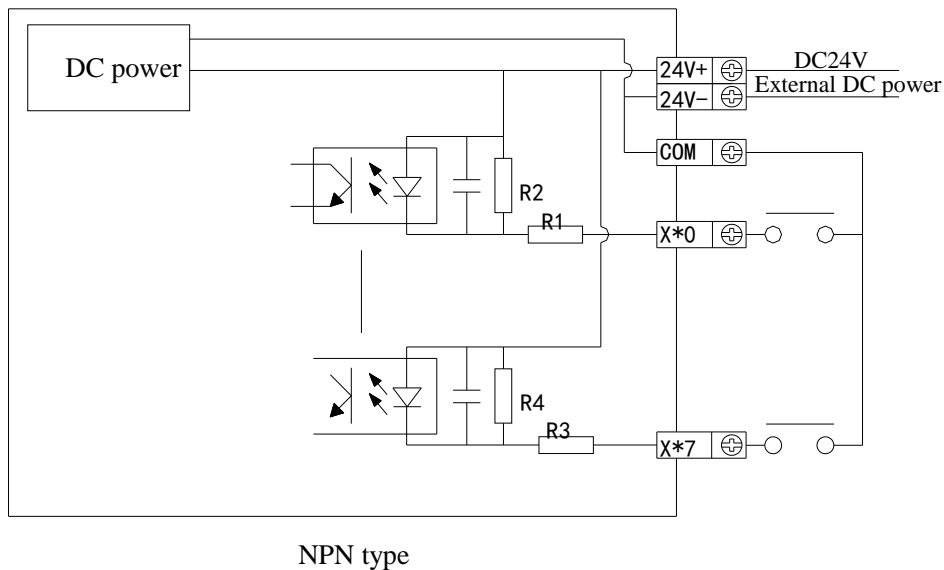 DC power
24V+
DC24V
24V-
External DC power
COM
R2
R1
X*0
R4
R3
X*7
NPN type